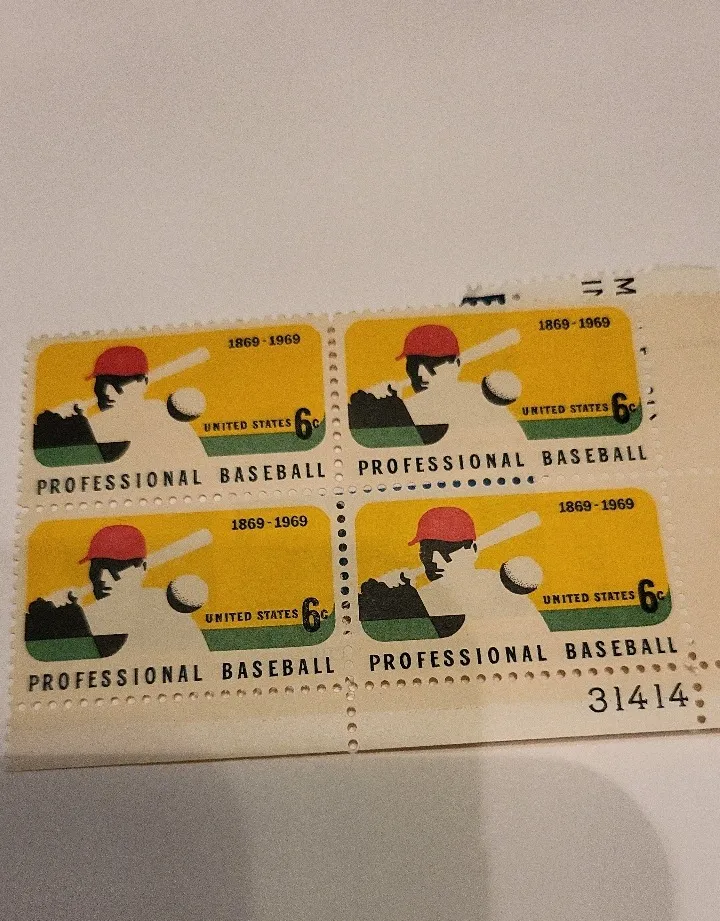 1869-1969
UNITED STATES 6c
PROFESSIONAL BASEBALL
1869-1969
UNITED STATES 6c
PROFESSIONAL BASEBALL
1869-1969
UNITED STATES 6c
PROFESSIONAL BASEBALL
1869-1969
UNITED STATES 6c
PROFESSIONAL BASEBALL
31414